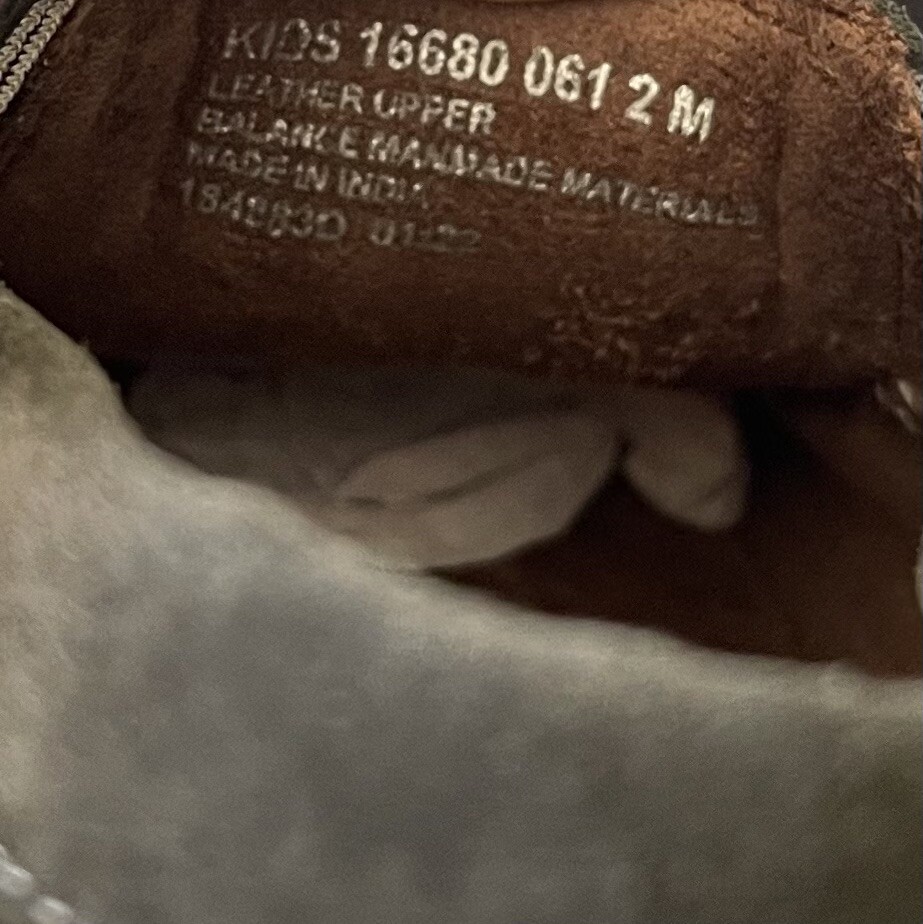 KIDS 16680 061 2 M
LEATHER UPPER
BALANCE MANMADE MATERIALS
MADE IN INDIA